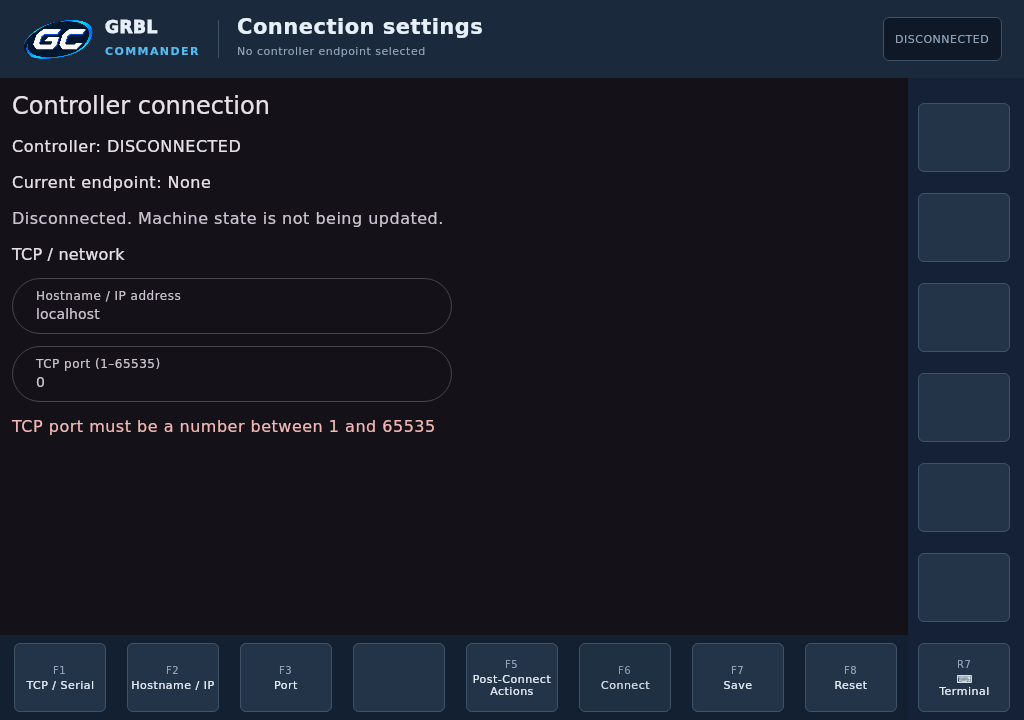 GC
GRBL
COMMANDER
Connection settings
No controller endpoint selected
DISCONNECTED
Controller connection
Controller: DISCONNECTED
Current endpoint: None
Disconnected. Machine state is not being updated.
TCP / network
Hostname / IP address
localhost
TCP port (1–65535)
0
TCP port must be a number between 1 and 65535
F1
TCP / Serial
F2
Hostname / IP
F3
Port
F5
Post-Connect
Actions
F6
Connect
F7
Save
F8
Reset
R7
⌨
Terminal